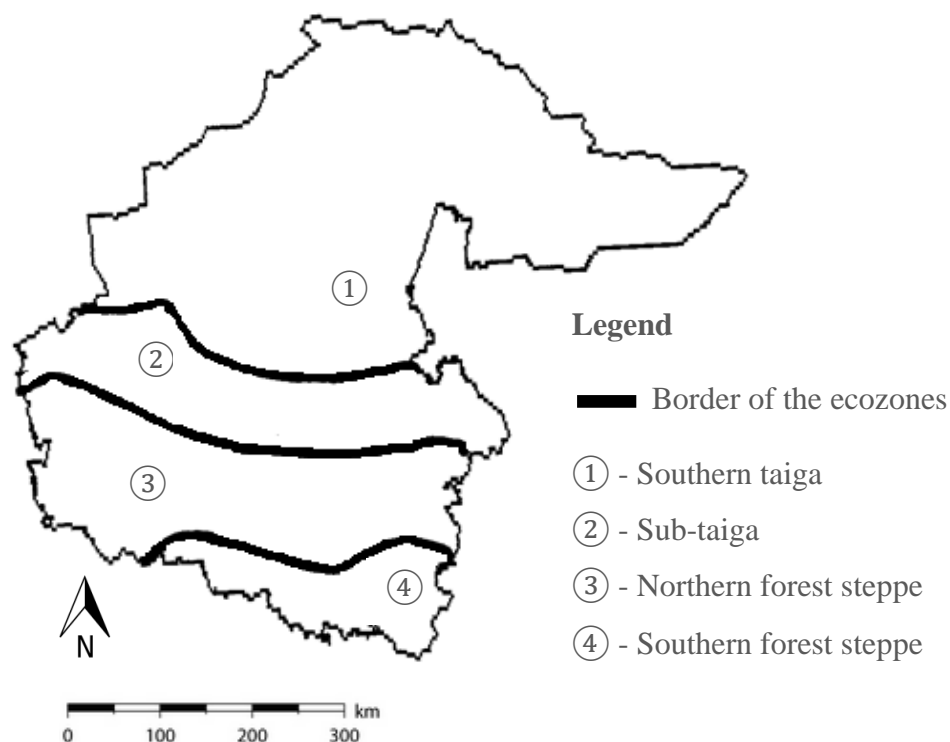 ①
②
③
④
N
km
0 100 200 300
Legend
Border of the ecozones
① - Southern taiga
② - Sub-taiga
③ - Northern forest steppe
④ - Southern forest steppe